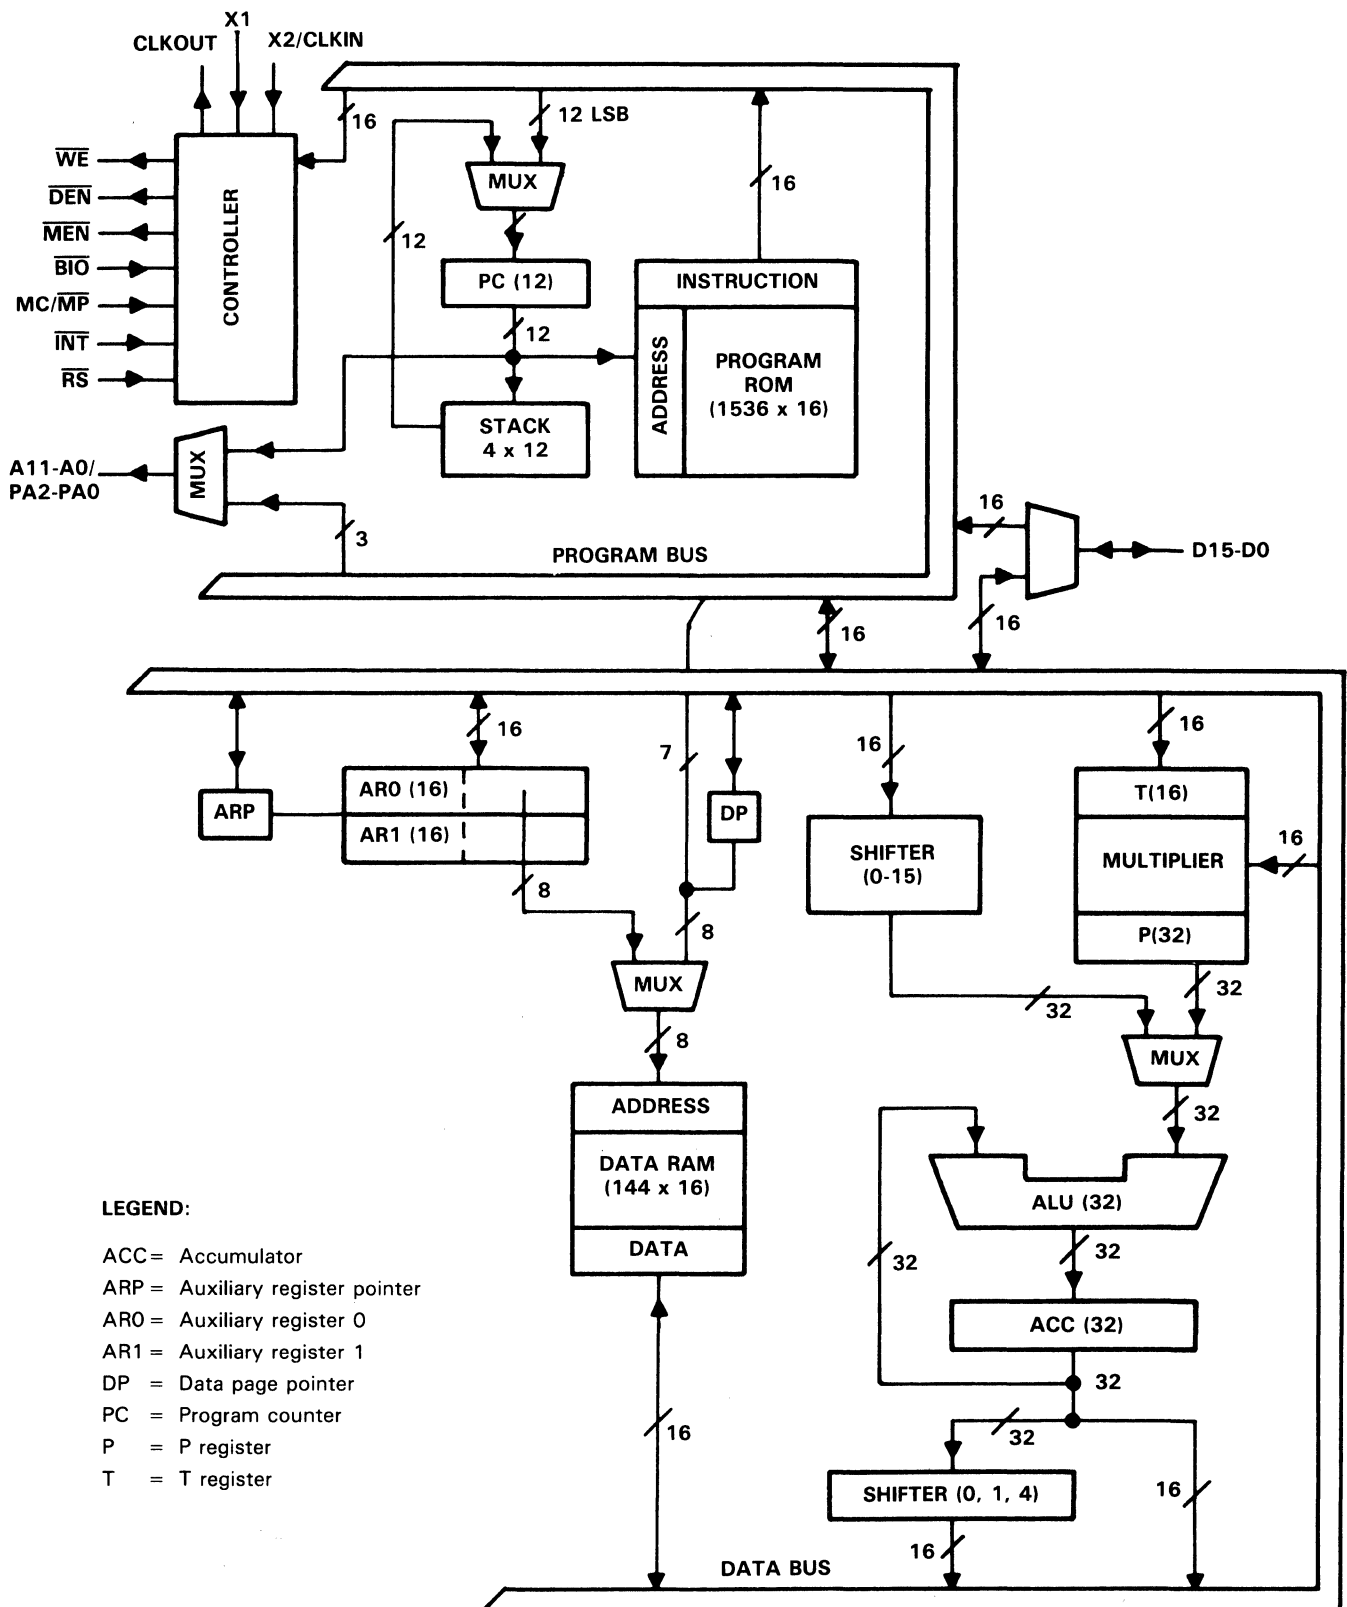 X1
CLKOUT
X2/CLKIN
16
12 LSB
WE
DEN
MEN
BIO
MC/MP
INT
RS
CONTROLLER
MUX
16
12
PC (12)
12
INSTRUCTION
ADDRESS
PROGRAM
ROM
(1536 x 16)
STACK
4 x 12
MUX
A11-A0/
PA2-PA0
3
PROGRAM BUS
16
D15-D0
16
16
16
7
16
16
ARP
AR0 (16)
AR1 (16)
DP
SHIFTER
(0-15)
T(16)
MULTIPLIER
P(32)
16
8
8
MUX
32
32
8
MUX
32
ADDRESS
DATA RAM
(144 x 16)
DATA
ALU (32)
32
32
ACC (32)
32
32
16
16
SHIFTER (0, 1, 4)
16
DATA BUS
LEGEND:
ACC = Accumulator
ARP = Auxiliary register pointer
AR0 = Auxiliary register 0
AR1 = Auxiliary register 1
DP = Data page pointer
PC = Program counter
P = P register
T = T register